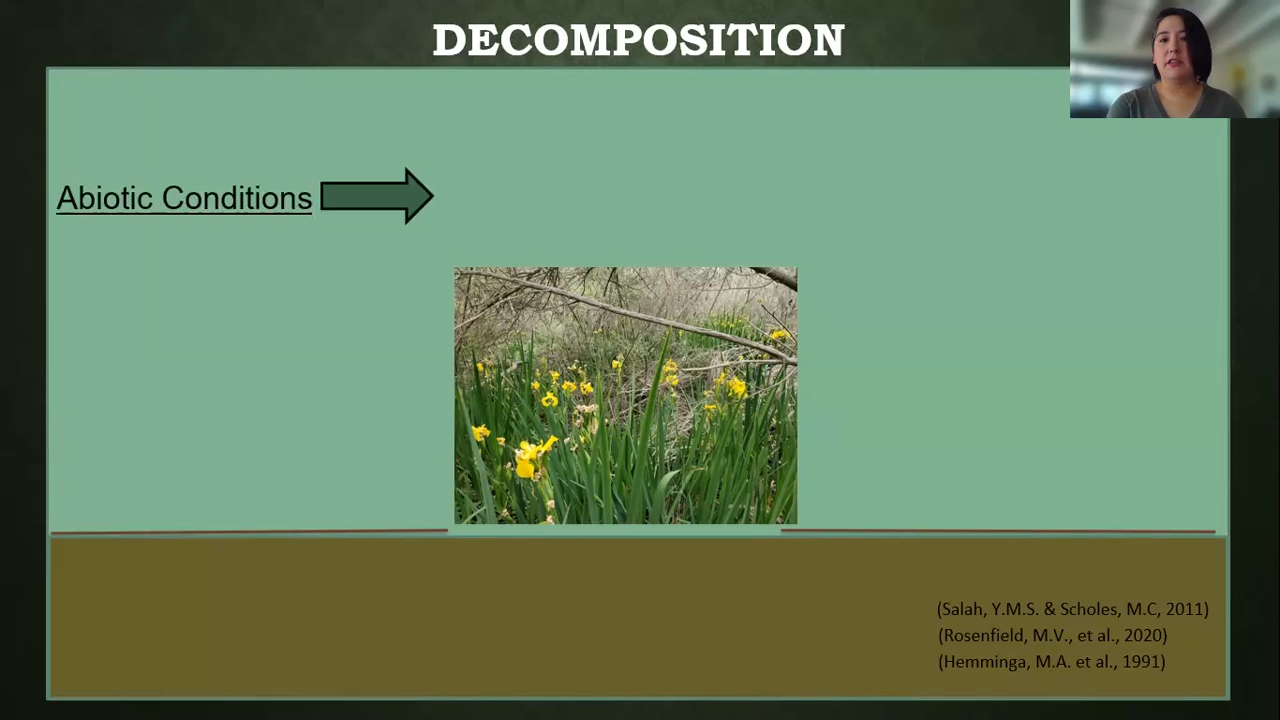 DECOMPOSITION
Abiotic Conditions
(Salah, Y.M.S. & Scholes, M.C, 2011)
(Rosenfield, M.V., et al., 2020)
(Hemminga, M.A. et al., 1991)